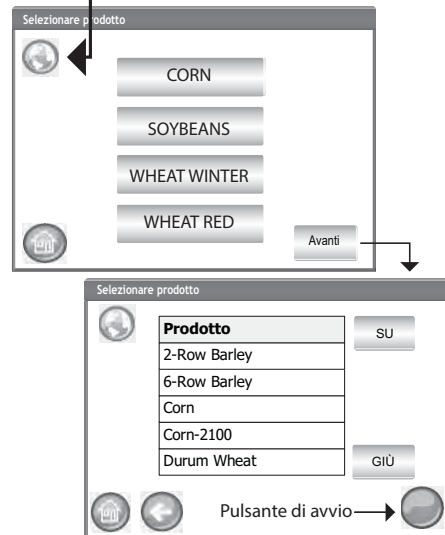 Selezionare prodotto
CORN
SOYBEANS
WHEAT WINTER
WHEAT RED
Avanti
Selezionare prodotto
Prodotto
SU
2-Row Barley
6-Row Barley
Corn
Corn-2100
Durum Wheat
GIÙ
Pulsante di avvio